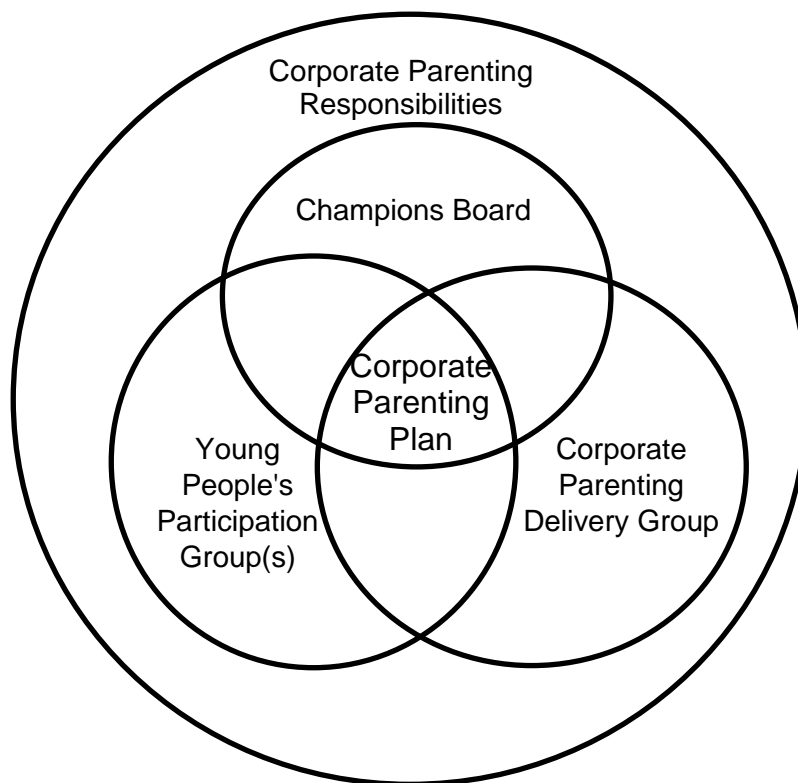 Corporate Parenting
Responsibilities
Champions Board
Corporate
Parenting
Plan
Young
People's
Participation
Group(s)
Corporate
Parenting
Delivery Group